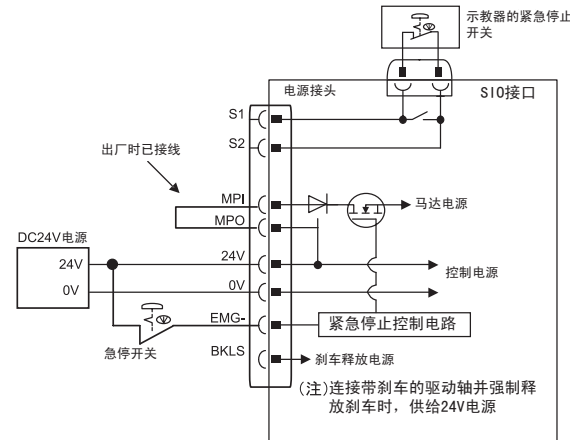 示教器的紧急停止
开关
电源接头
SIO接口
S1
S2
出厂时已接线
MPI
MPO
马达电源
DC24V电源
24V
0V
24V
0V
控制电源
EMG-
紧急停止控制电路
急停开关
BKLS
刹车释放电源
(注)连接带刹车的驱动轴并强制释
放刹车时，供给24V电源